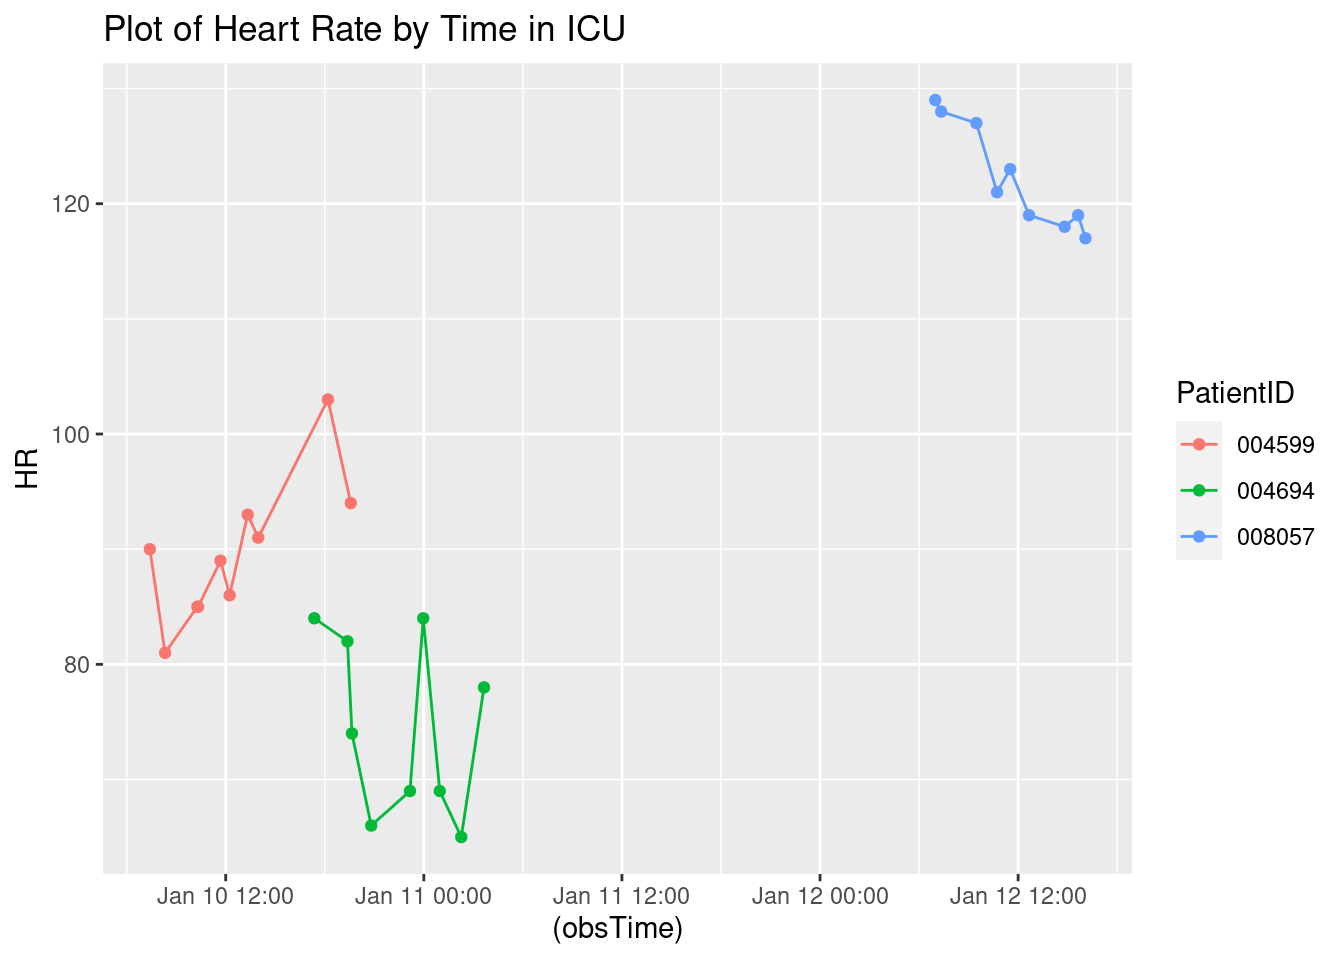 Plot of Heart Rate by Time in ICU
HR
120
100
80
Jan 10 12:00 Jan 11 00:00 Jan 11 12:00 Jan 12 00:00 Jan 12 12:00
(obsTime)
PatientID
004599
004694
008057